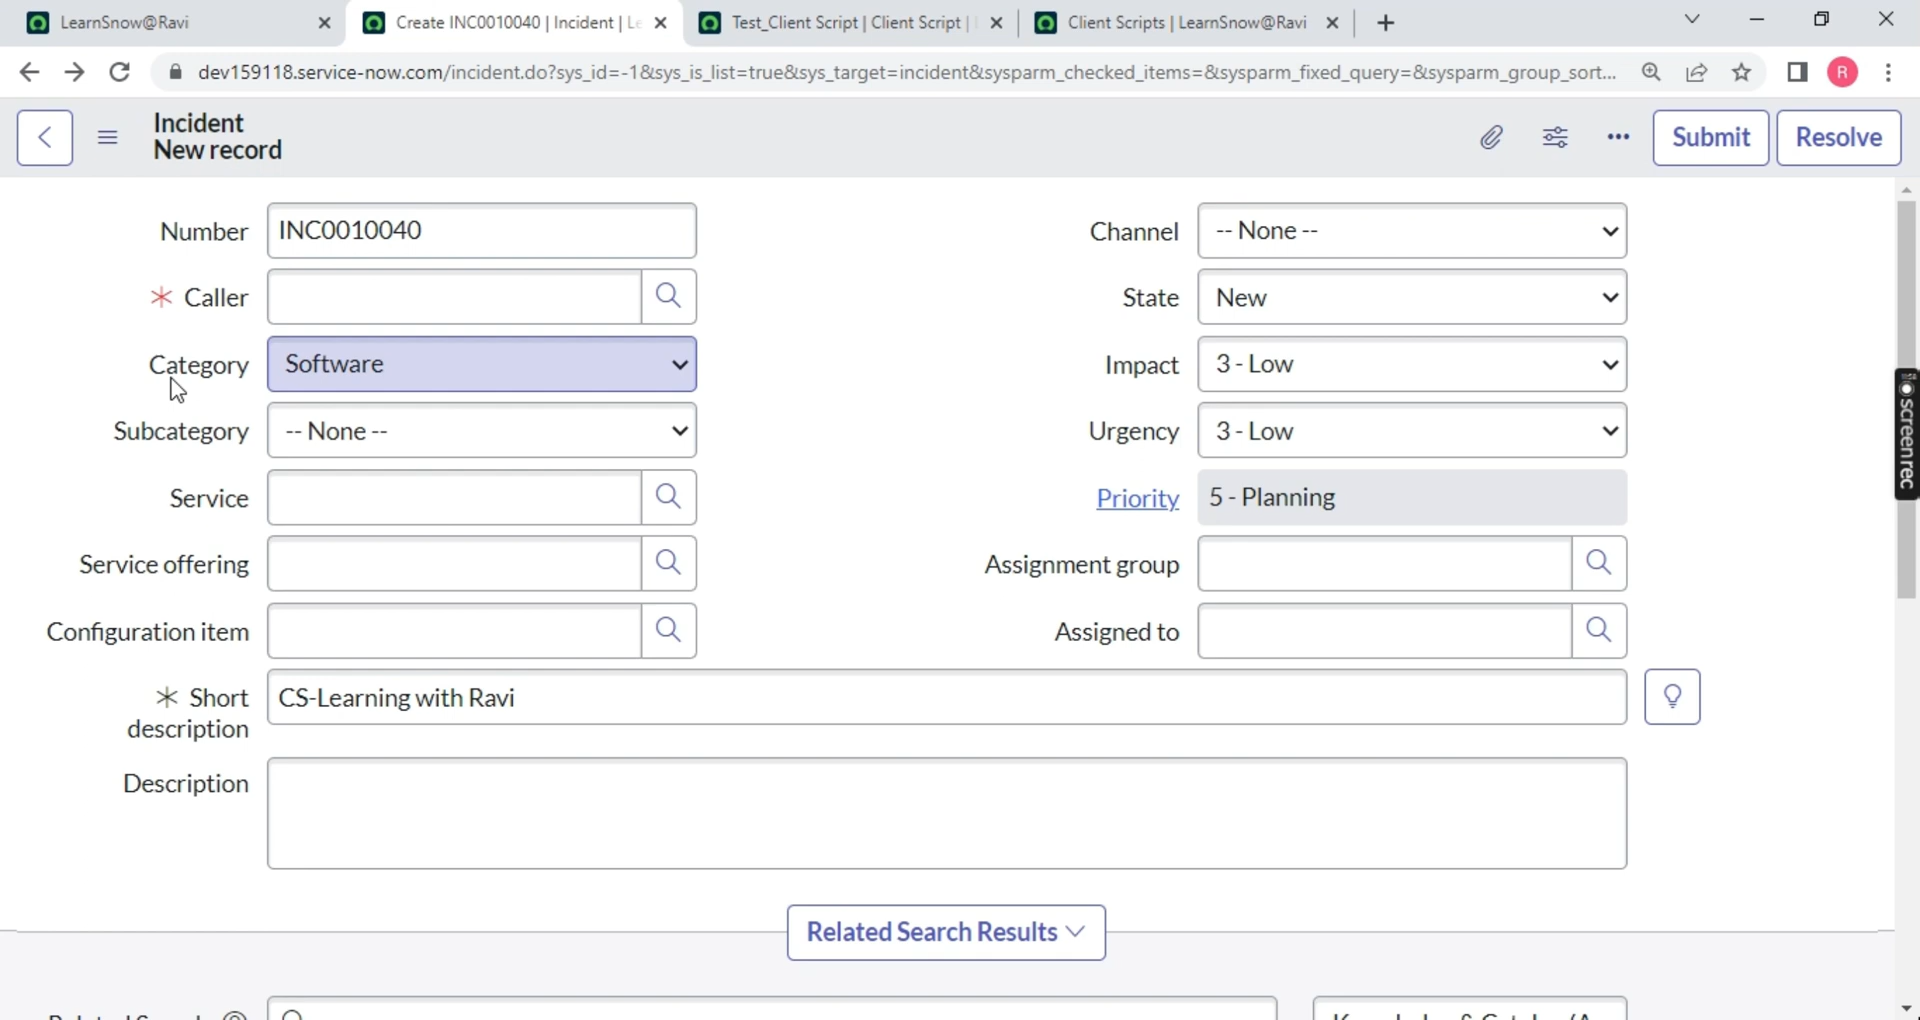 LearnSnow@Ravi
Create INC0010040 | Incident | Le
Test_Client Script | Client Script |
Client Scripts | LearnSnow@Ravi
dev159118.service-now.com/incident.do?sys_id=-1&sys_is_list=true&sys_target=incident&sysparm_checked_items=&sysparm_fixed_query=&sysparm_group_sort...
R
Incident
New record
Submit
Resolve
Number
INC0010040
Channel
-- None --
* Caller
State
New
Category
Software
Impact
3 - Low
Subcategory
-- None --
Urgency
3 - Low
Service
Priority
5 - Planning
Service offering
Assignment group
Configuration item
Assigned to
* Short
description
CS-Learning with Ravi
Description
Related Search Results
screenrec